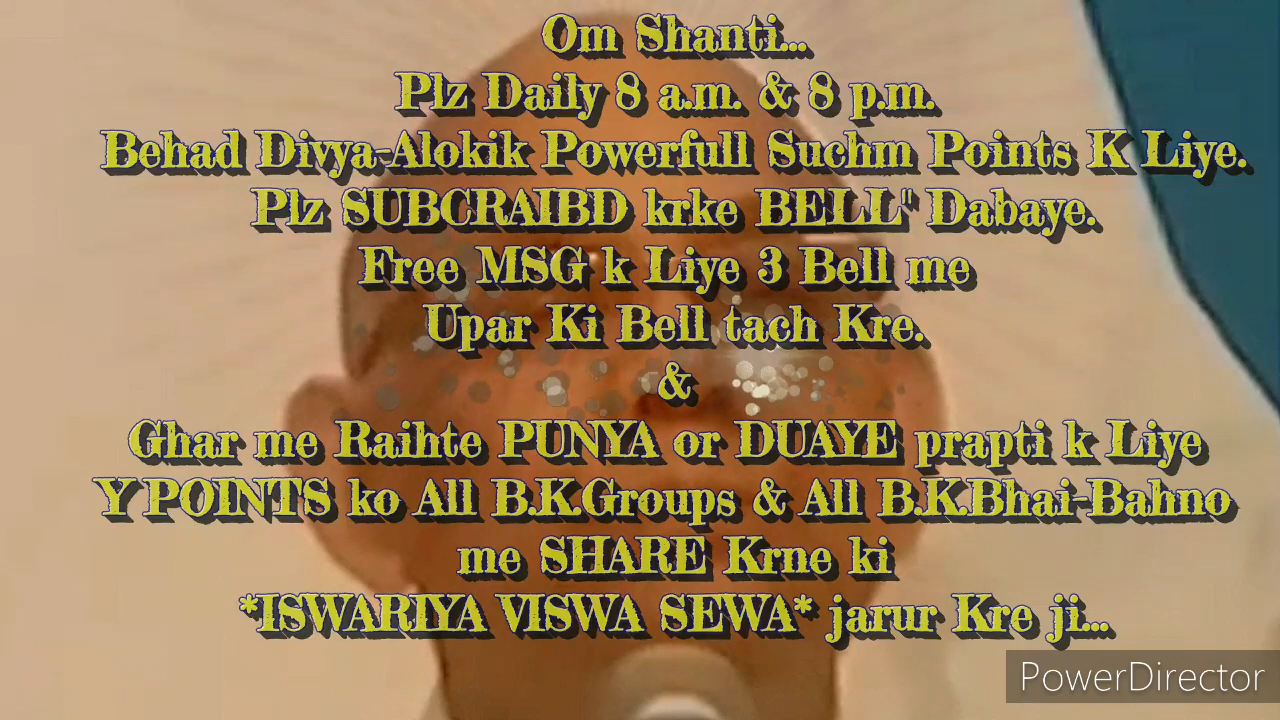 Om Shanti...
Plz Daily 8 a.m. & 8 p.m.
Behad Divya-Alokik Powerfull Suchm Points K Liye.
Plz SUBCRAIBD krke BELL" Dabaye.
Free MSG k Liye 3 Bell me
Upar Ki Bell tach Kre.
&
Ghar me Raihte PUNYA or DUAYE prapti k Liye
Y POINTS ko All B.K.Groups & All B.K.Bhai-Bahno
me SHARE Krne ki
*ISWARIYA VISWA SEWA* jarur Kre ji...
PowerDirector